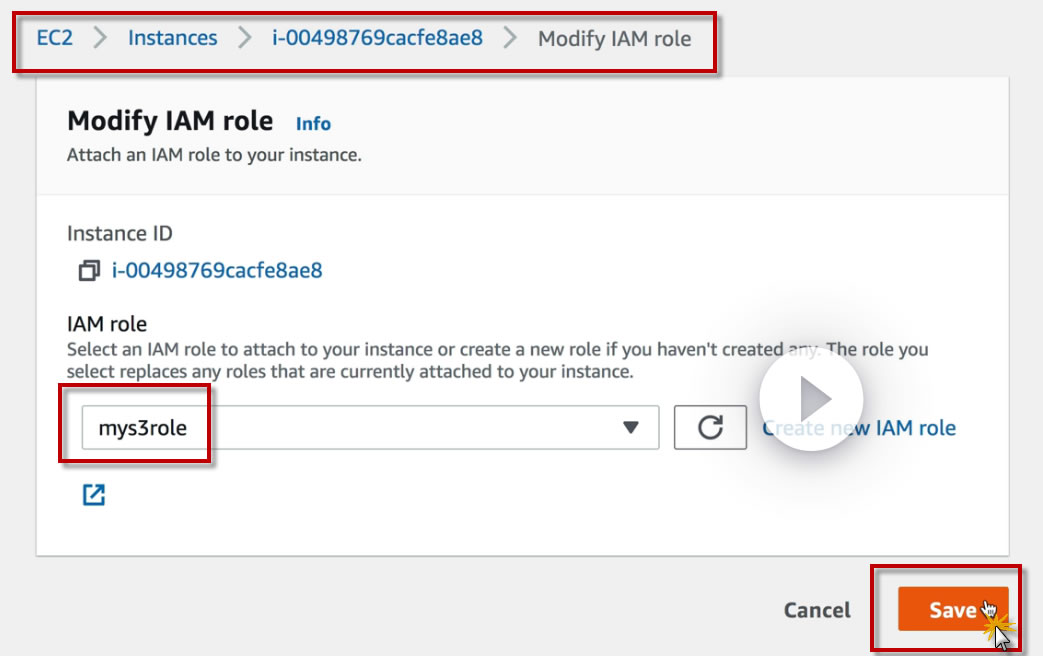 EC2 > Instances > i-00498769cacfe8ae8 > Modify IAM role
Modify IAM role Info
Attach an IAM role to your instance.
Instance ID
i-00498769cacfe8ae8
IAM role
Select an IAM role to attach to your instance or create a new role if you haven't created any. The role you
select replaces any roles that are currently attached to your instance.
mys3role
Create new IAM role
Cancel
Save